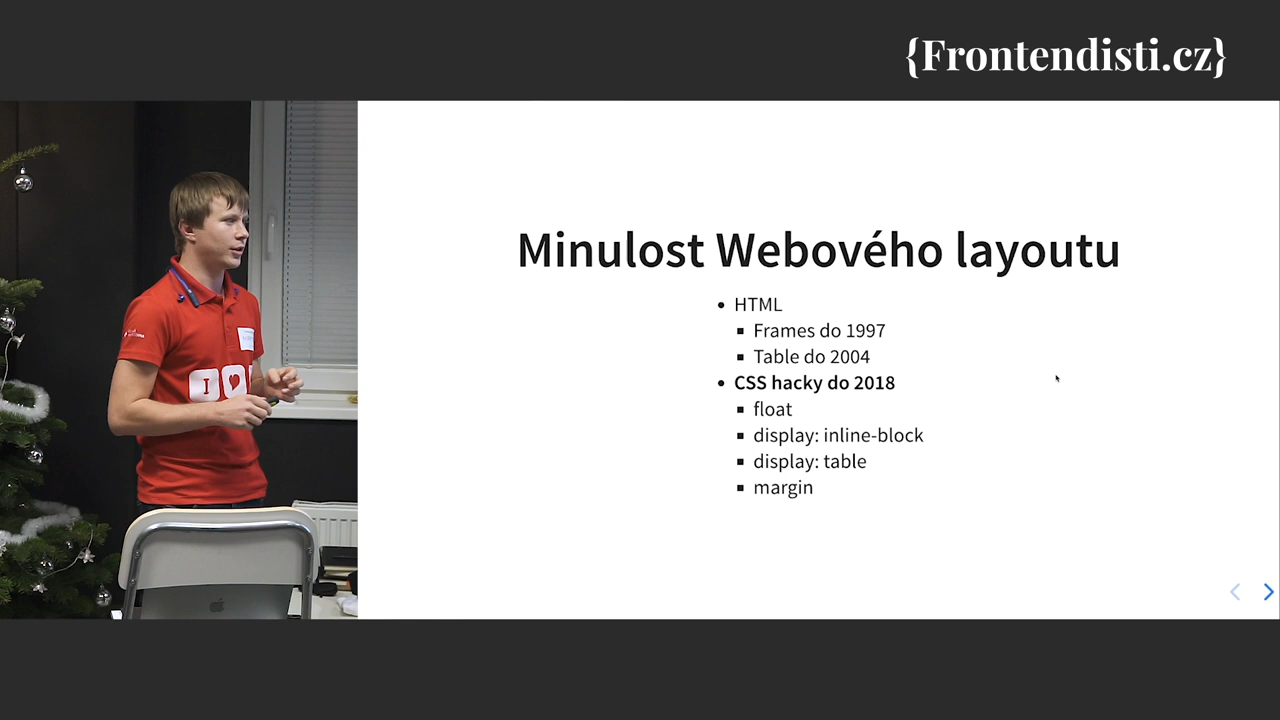 {Frontendisti.cz}
Minulost Webového layoutu
HTML
Frames do 1997
Table do 2004
CSS hacky do 2018
float
display: inline-block
display: table
margin
I